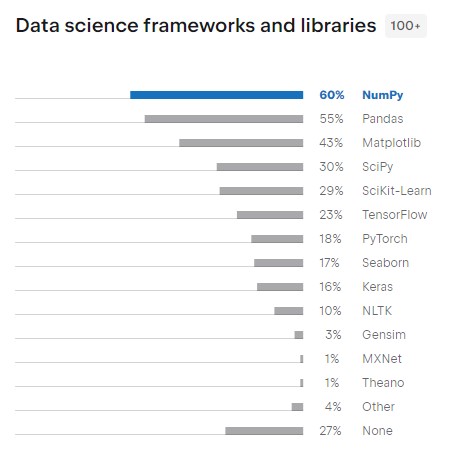 Data science frameworks and libraries 100+
60% NumPy
55% Pandas
43% Matplotlib
30% SciPy
29% SciKit-Learn
23% TensorFlow
18% PyTorch
17% Seaborn
16% Keras
10% NLTK
3% Gensim
1% MXNet
1% Theano
4% Other
27% None